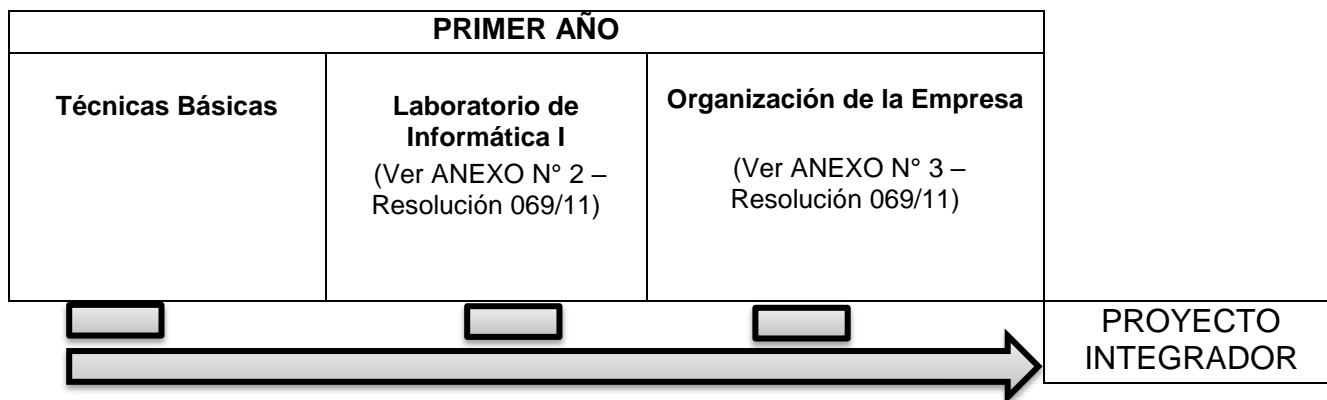 PRIMER AÑO
Técnicas Básicas
Laboratorio de
Informática I
(Ver ANEXO N° 2 –
Resolución 069/11)
Organización de la Empresa
(Ver ANEXO N° 3 –
Resolución 069/11)
PROYECTO
INTEGRADOR